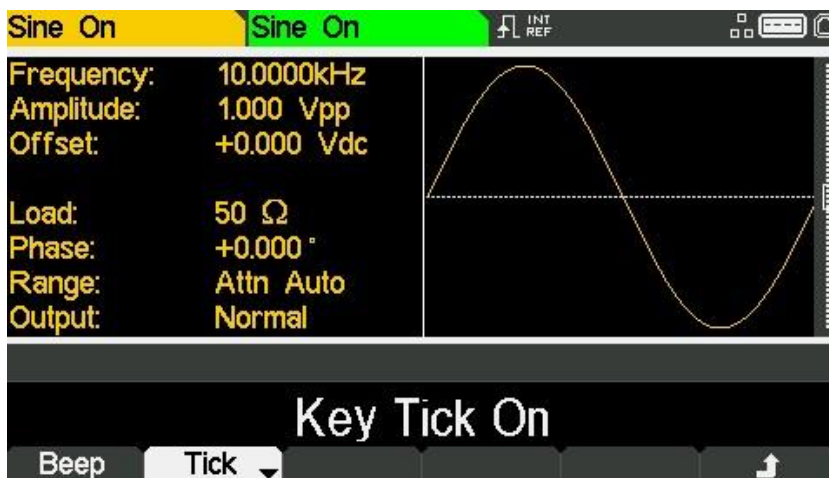 Sine On Sine On INT REF
Frequency: 10.0000kHz
Amplitude: 1.000 Vpp
Offset: +0.000 Vdc
Load: 50 Ω
Phase: +0.000 °
Range: Attn Auto
Output: Normal
Key Tick On
Beep Tick